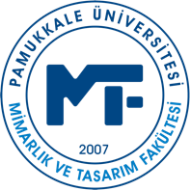 PAMUKKALE ÜNİVERSİTESİ
MF
2007
MİMARLIK VE TASARIM FAKÜLTESİ